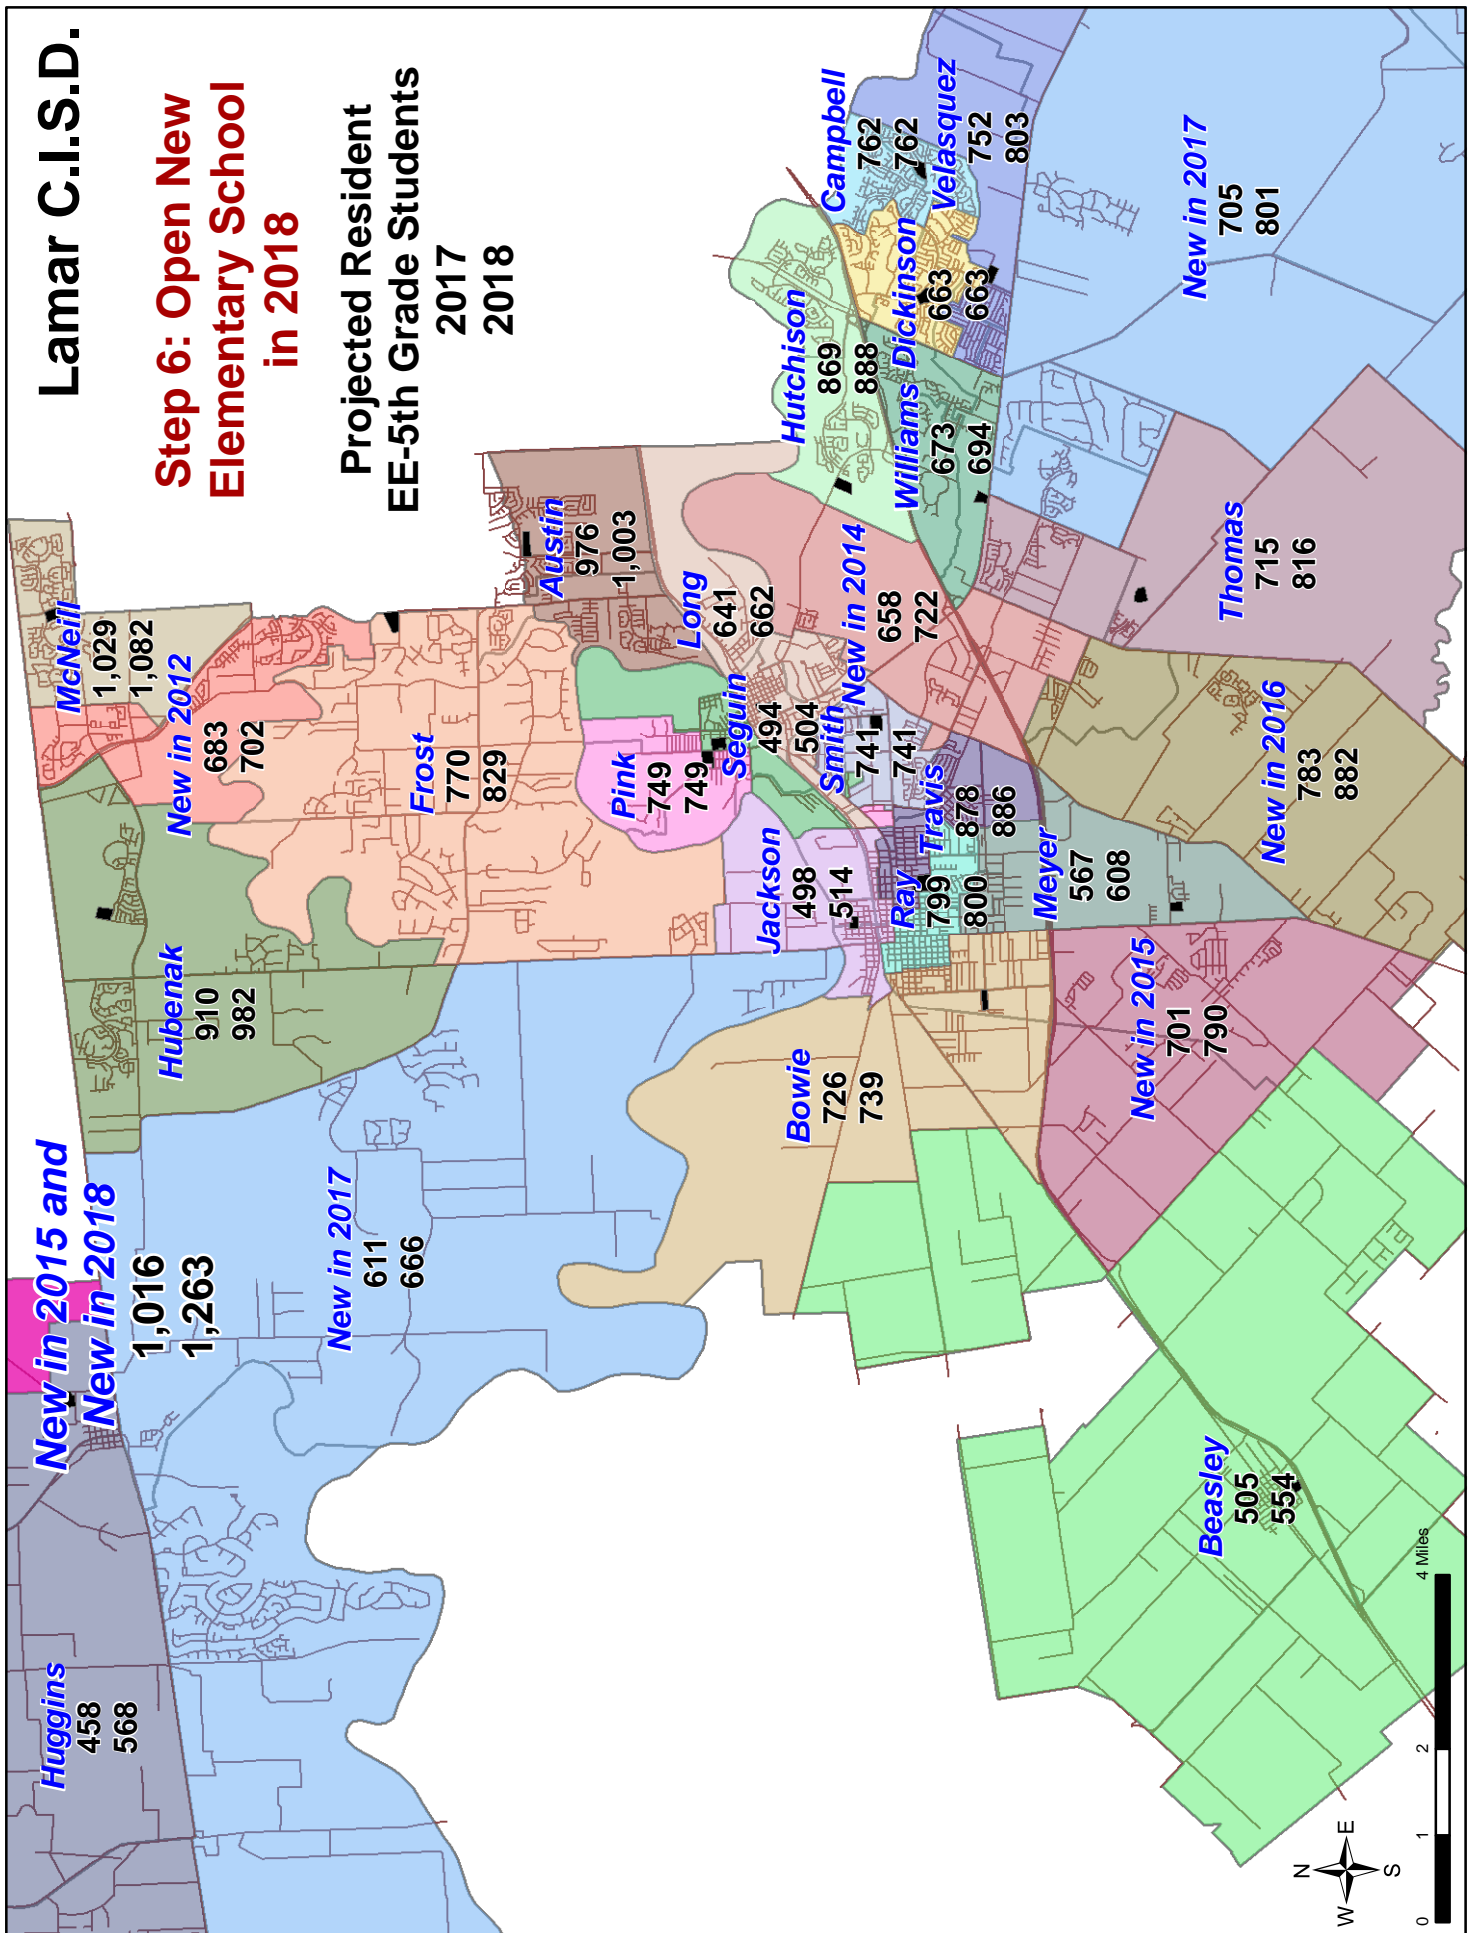 Lamar C.I.S.D.
Step 6: Open New
Elementary School
in 2018
Projected Resident
EE-5th Grade Students
2017
2018
Huggins
458
568
New in 2015 and
New in 2018
1,016
1,263
New in 2017
611
666
Hubenak
910
982
McNeill
1,029
1,082
New in 2012
683
702
Frost
770
829
Austin
976
1,003
Pink
749
749
Long
641
662
Seguin
494
504
Jackson
498
514
Smith
741
741
New in 2014
658
722
Hutchison
869
888
Campbell
762
762
Velasquez
752
803
Dickinson
663
663
Williams
673
694
Travis
878
886
Ray
799
800
Bowie
726
739
Meyer
567
608
New in 2015
701
790
New in 2016
783
882
Thomas
715
816
New in 2017
705
801
Beasley
505
554
N
W
E
S
0
1
2
4 Miles